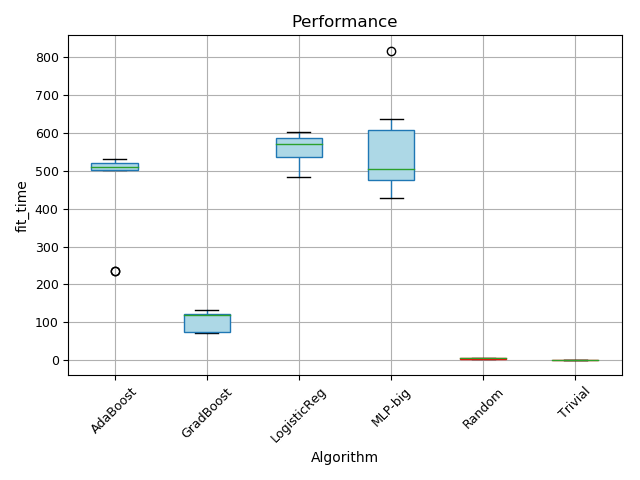 Performance
800
700
600
500
400
300
200
100
0
fit_time
AdaBoost
GradBoost
LogisticReg
MLP-big
Random
Trivial
Algorithm